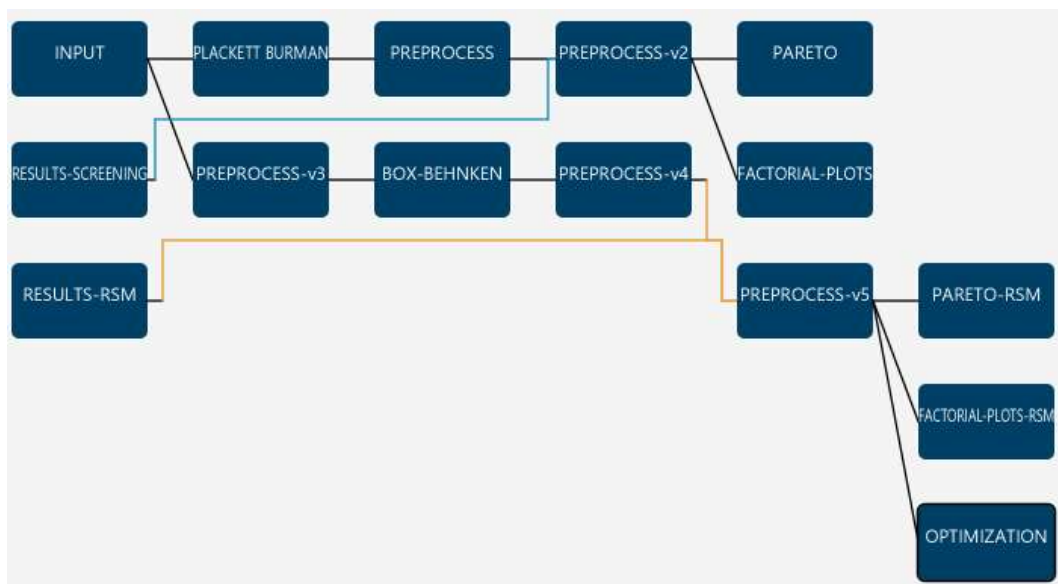 INPUT
PLACKETT BURMAN
PREPROCESS
PREPROCESS-v2
PARETO
RESULTS-SCREENING
PREPROCESS-v3
BOX-BEHNKEN
PREPROCESS-v4
FACTORIAL-PLOTS
RESULTS-RSM
PREPROCESS-v5
PARETO-RSM
FACTORIAL-PLOTS-RSM
OPTIMIZATION